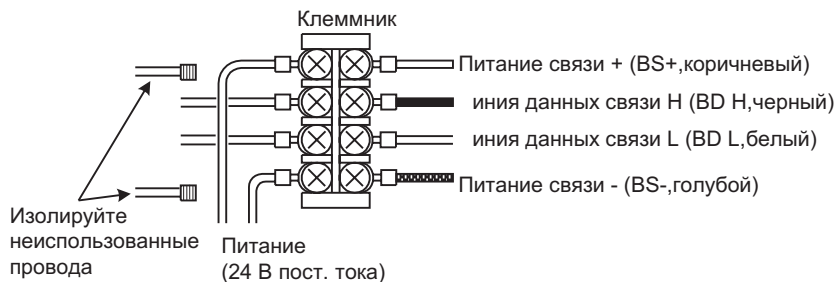 Клеммник
Питание связи + (BS+,коричневый)
иния данных связи H (BD H,черный)
иния данных связи L (BD L,белый)
Питание связи - (BS-,голубой)
Изолируйте
неиспользованные
провода
Питание
(24 В пост. тока)